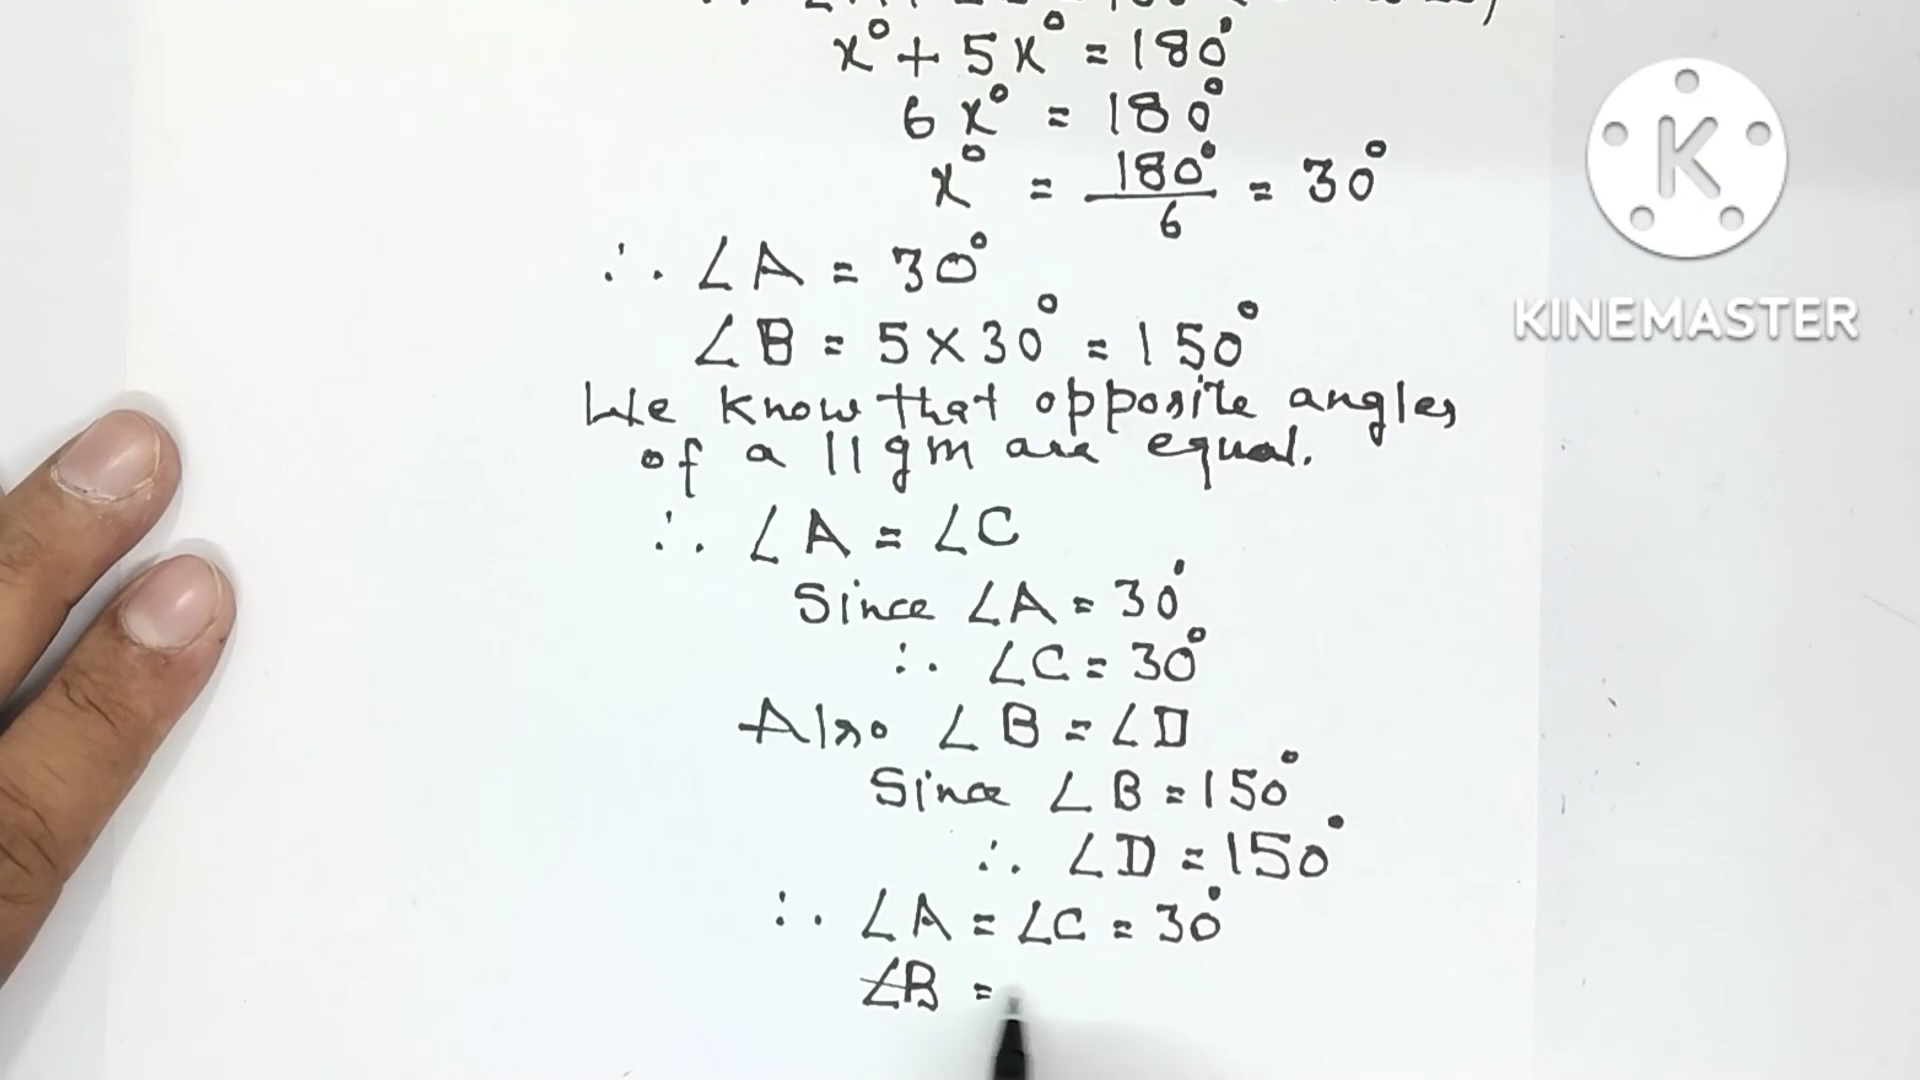 x° + 5x° = 180°
6x° = 180°
x° = 180°/6 = 30°
∴ ∠A = 30°
∠B = 5×30° = 150°
We know that opposite angles
of a ||gm are equal.
∴ ∠A = ∠C
Since ∠A = 30°
∴ ∠C = 30°
Also ∠B = ∠D
Since ∠B = 150°
∴ ∠D = 150°
∴ ∠A = ∠C = 30°
∠B =
K
KINEMASTER